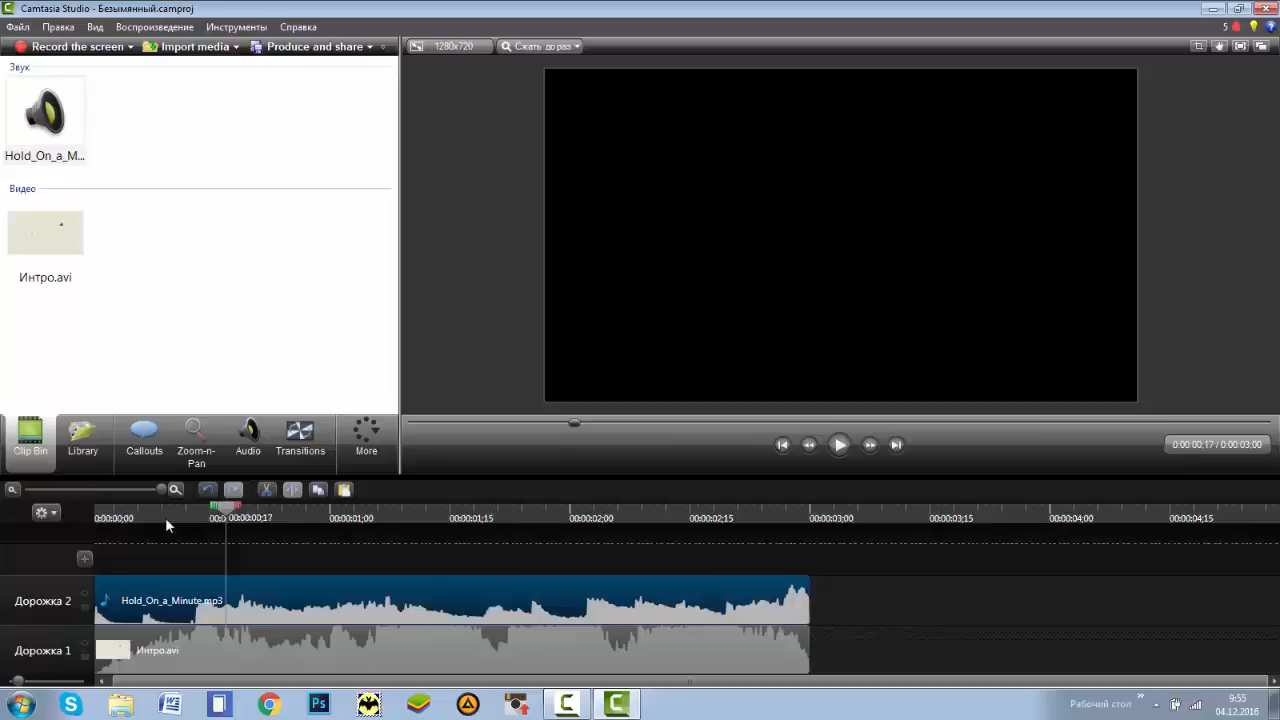 Camtasia Studio - Безымянный.camproj
Файл Правка Вид Воспроизведение Инструменты Справка
5
Record the screen Import media Produce and share
1280x720 Сжать до раз
Звук
Hold_On_a_M...
Видео
Интро.avi
Clip Bin Library Callouts Zoom-n-Pan Audio Transitions More
0:00:00;17 / 0:00:03;00
0:00:00;00 00:00:00;17 00:00:01;00 00:00:01;15 00:00:02;00 00:00:02;15 00:00:03;00 00:00:03;15 00:00:04;00 00:00:04;15
Дорожка 2 Hold_On_a_Minute.mp3
Дорожка 1 Интро.avi
Рабочий стол
9:55
04.12.2016